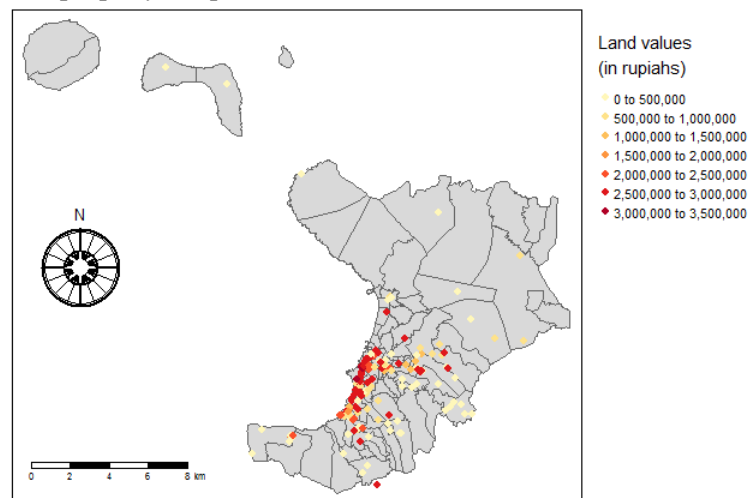 Land values
(in rupiahs)
0 to 500,000
500,000 to 1,000,000
1,000,000 to 1,500,000
1,500,000 to 2,000,000
2,000,000 to 2,500,000
2,500,000 to 3,000,000
3,000,000 to 3,500,000
N
0 2 4 6 8 km